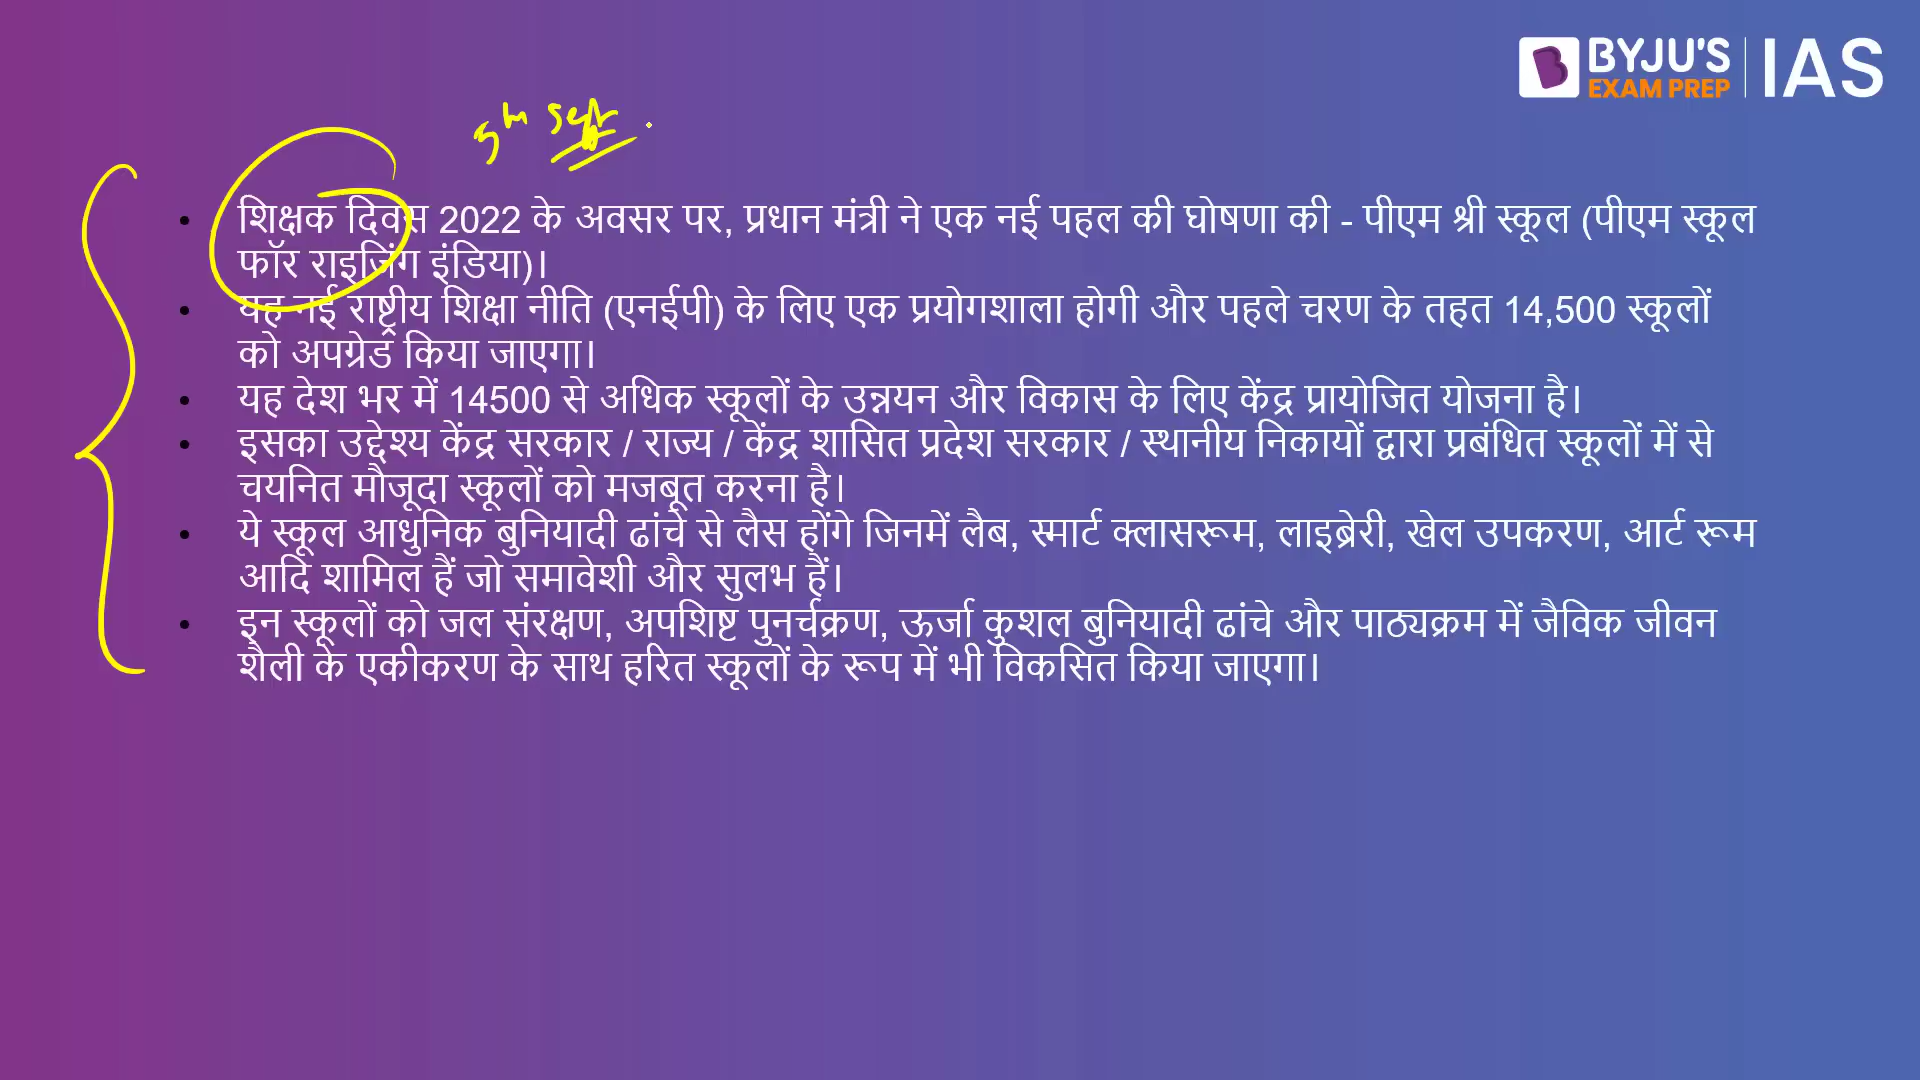 BYJU'S
EXAM PREP
IAS
5th Sept
• शिक्षक दिवस 2022 के अवसर पर, प्रधान मंत्री ने एक नई पहल की घोषणा की - पीएम श्री स्कूल (पीएम स्कूल
फॉर राइजिंग इंडिया)।
• यह नई राष्ट्रीय शिक्षा नीति (एनईपी) के लिए एक प्रयोगशाला होगी और पहले चरण के तहत 14,500 स्कूलों
को अपग्रेड किया जाएगा।
• यह देश भर में 14500 से अधिक स्कूलों के उन्नयन और विकास के लिए केंद्र प्रायोजित योजना है।
• इसका उद्देश्य केंद्र सरकार / राज्य / केंद्र शासित प्रदेश सरकार / स्थानीय निकायों द्वारा प्रबंधित स्कूलों में से
चयनित मौजूदा स्कूलों को मजबूत करना है।
• ये स्कूल आधुनिक बुनियादी ढांचे से लैस होंगे जिनमें लैब, स्मार्ट क्लासरूम, लाइब्रेरी, खेल उपकरण, आर्ट रूम
आदि शामिल हैं जो समावेशी और सुलभ हैं।
• इन स्कूलों को जल संरक्षण, अपशिष्ट पुनर्चक्रण, ऊर्जा कुशल बुनियादी ढांचे और पाठ्यक्रम में जैविक जीवन
शैली के एकीकरण के साथ हरित स्कूलों के रूप में भी विकसित किया जाएगा।